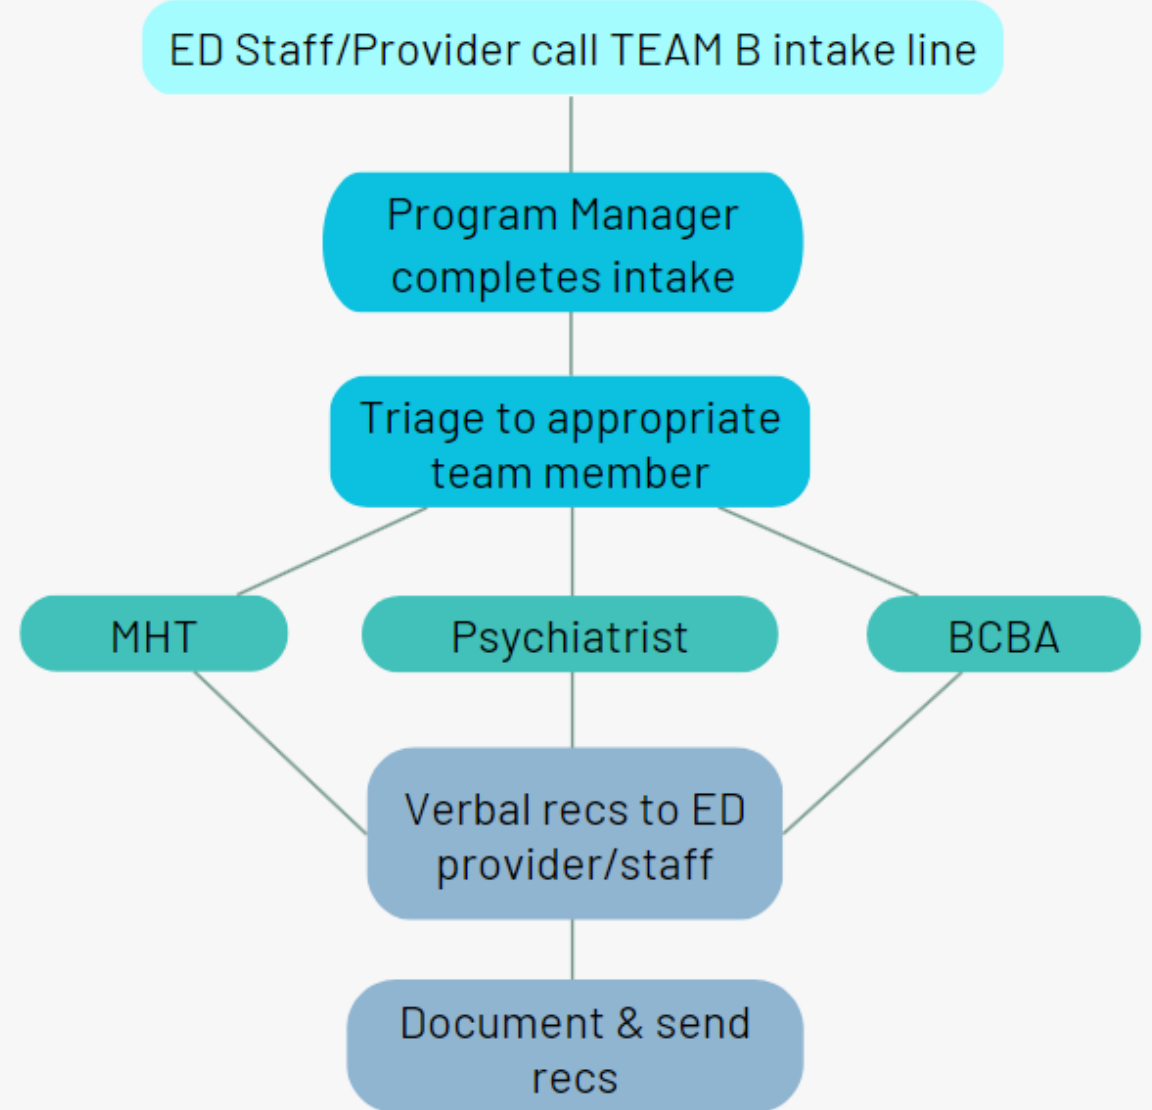 ED Staff/Provider call TEAM B intake line
Program Manager
completes intake
Triage to appropriate
team member
MHT
Psychiatrist
BCBA
Verbal recs to ED
provider/staff
Document & send
recs